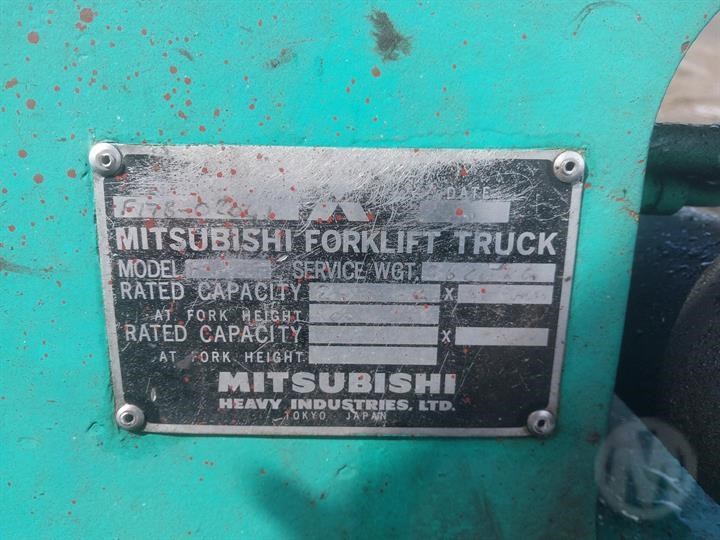 DATE
MITSUBISHI FORKLIFT TRUCK
MODEL SERVICE WGT.
RATED CAPACITY X
AT FORK HEIGHT
RATED CAPACITY X
AT FORK HEIGHT
MITSUBISHI
HEAVY INDUSTRIES, LTD.
TOKYO JAPAN